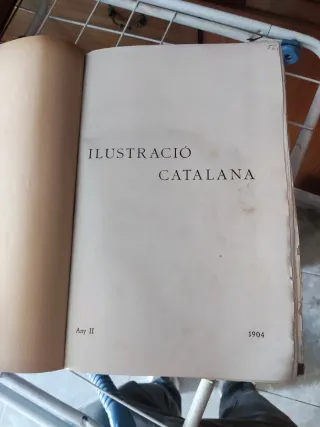 ILUSTRACIÓ
CATALANA
Any II
1904